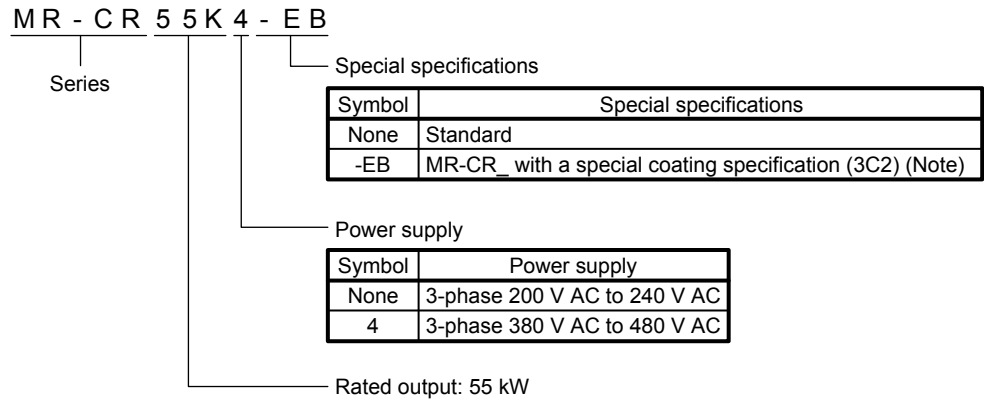 MR-CR55K4-EB
Series
Special specifications
Symbol Special specifications
None Standard
-EB MR-CR_ with a special coating specification (3C2) (Note)
Power supply
Symbol Power supply
None 3-phase 200 V AC to 240 V AC
4 3-phase 380 V AC to 480 V AC
Rated output: 55 kW